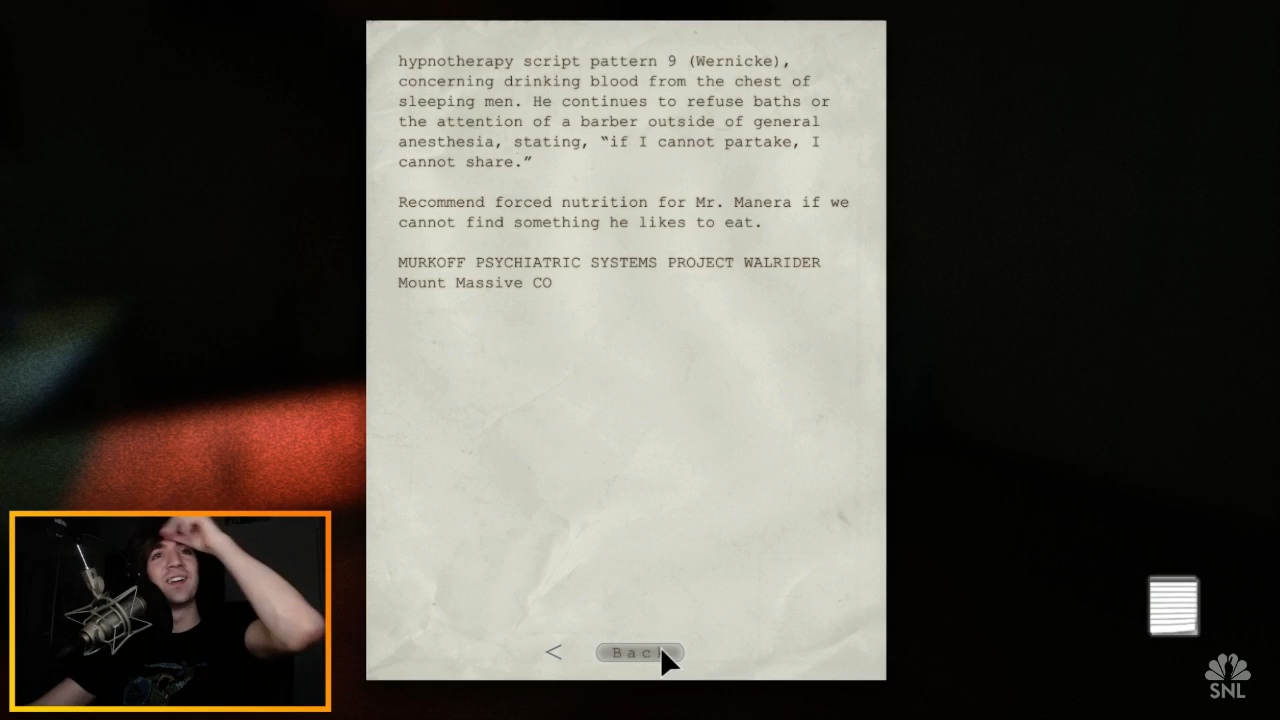 hypnotherapy script pattern 9 (Wernicke),
concerning drinking blood from the chest of
sleeping men. He continues to refuse baths or
the attention of a barber outside of general
anesthesia, stating, “if I cannot partake, I
cannot share.”
Recommend forced nutrition for Mr. Manera if we
cannot find something he likes to eat.
MURKOFF PSYCHIATRIC SYSTEMS PROJECT WALRIDER
Mount Massive CO
< Back
SNL